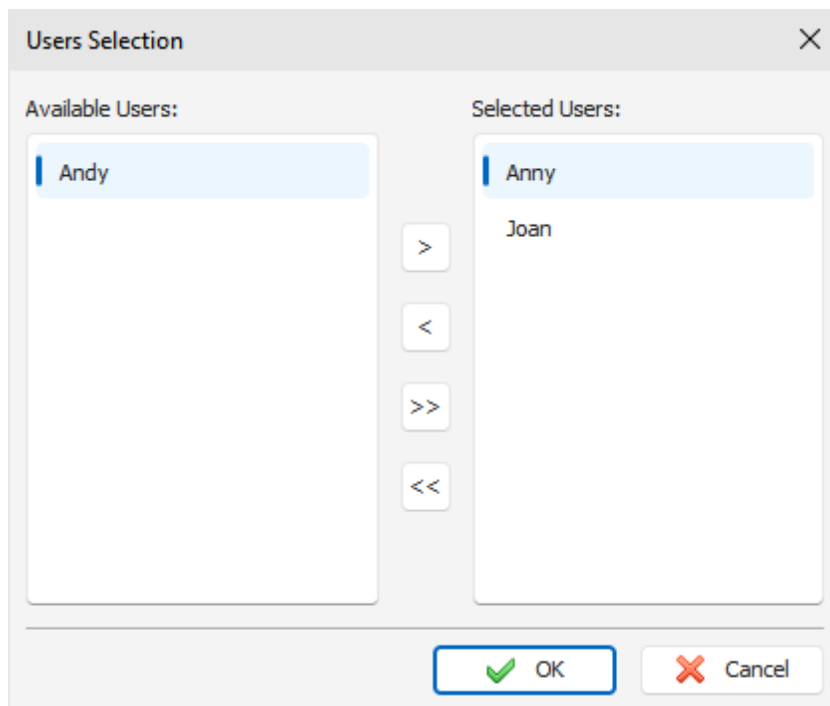 Users Selection
Available Users:
Andy
>
<
>>
<<
Selected Users:
Anny
Joan
OK
Cancel